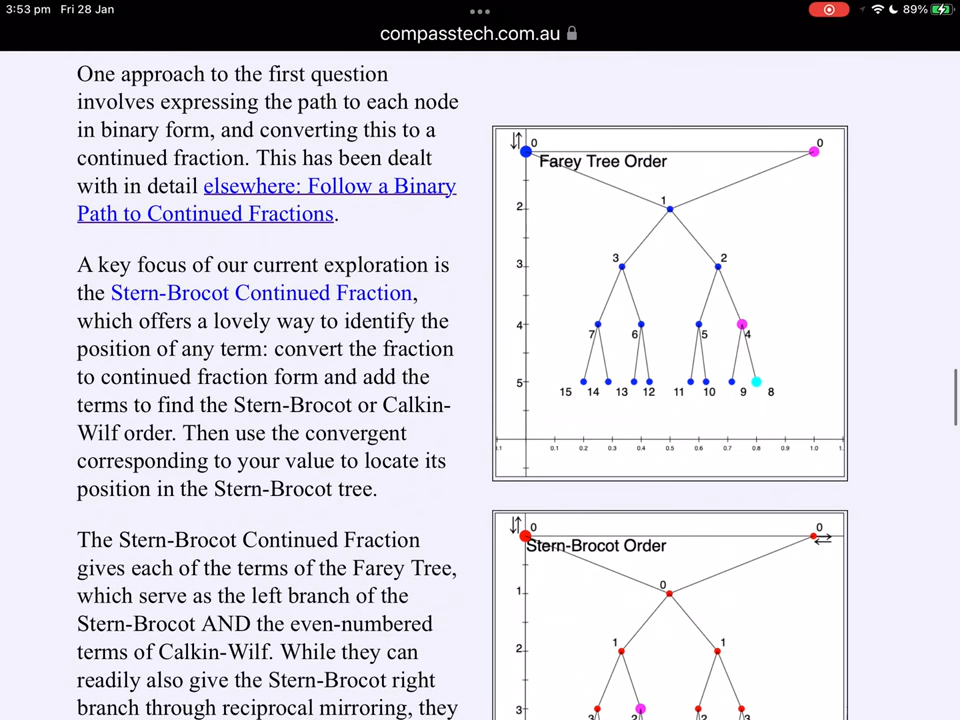 3:53 pm Fri 28 Jan
89%
compasstech.com.au
One approach to the first question
involves expressing the path to each node
in binary form, and converting this to a
continued fraction. This has been dealt
with in detail elsewhere: Follow a Binary
Path to Continued Fractions.
A key focus of our current exploration is
the Stern-Brocot Continued Fraction,
which offers a lovely way to identify the
position of any term: convert the fraction
to continued fraction form and add the
terms to find the Stern-Brocot or Calkin-
Wilf order. Then use the convergent
corresponding to your value to locate its
position in the Stern-Brocot tree.
The Stern-Brocot Continued Fraction
gives each of the terms of the Farey Tree,
which serve as the left branch of the
Stern-Brocot AND the even-numbered
terms of Calkin-Wilf. While they can
readily also give the Stern-Brocot right
branch through reciprocal mirroring, they
0 0
Farey Tree Order
1
2
3 2
3
4
7 6 5 4
5
15 14 13 12 11 10 9 8
0.1 0.2 0.3 0.4 0.5 0.6 0.7 0.8 0.9 1.0
0 0
Stern-Brocot Order
0
1
1 1
2
3
3 2 2 3